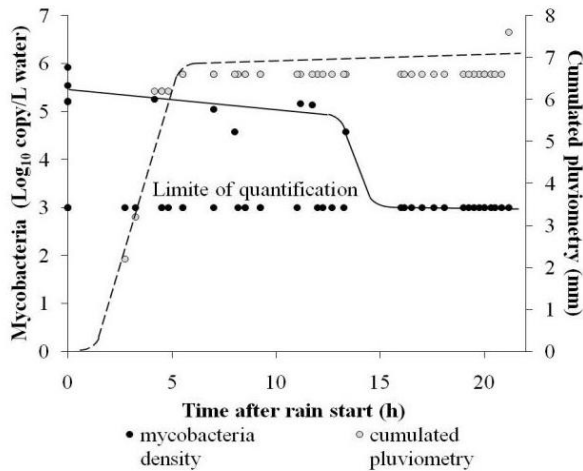 Mycobacteria (Log10 copy/L water)
7
6
5
4
3
2
1
0
Limite of quantification
8
7
6
5
4
3
2
1
0
Cumulated pluviometry (mm)
0 5 10 15 20
Time after rain start (h)
mycobacteria density
cumulated pluviometry